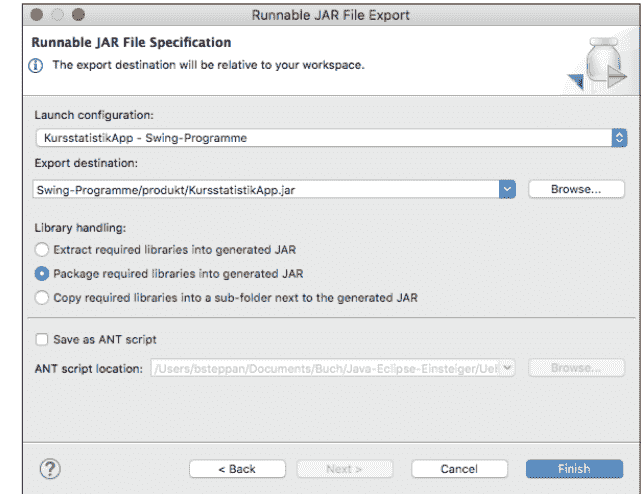 Runnable JAR File Export
Runnable JAR File Specification
The export destination will be relative to your workspace.
Launch configuration:
KursstatistikApp - Swing-Programme
Export destination:
Swing-Programme/produkt/KursstatistikApp.jar
Browse...
Library handling:
Extract required libraries into generated JAR
Package required libraries into generated JAR
Copy required libraries into a sub-folder next to the generated JAR
Save as ANT script
ANT script location: /Users/bsteppan/Documents/Buch/Java-Eclipse-Einsteiger/Uel
Browse...
? < Back Next > Cancel Finish